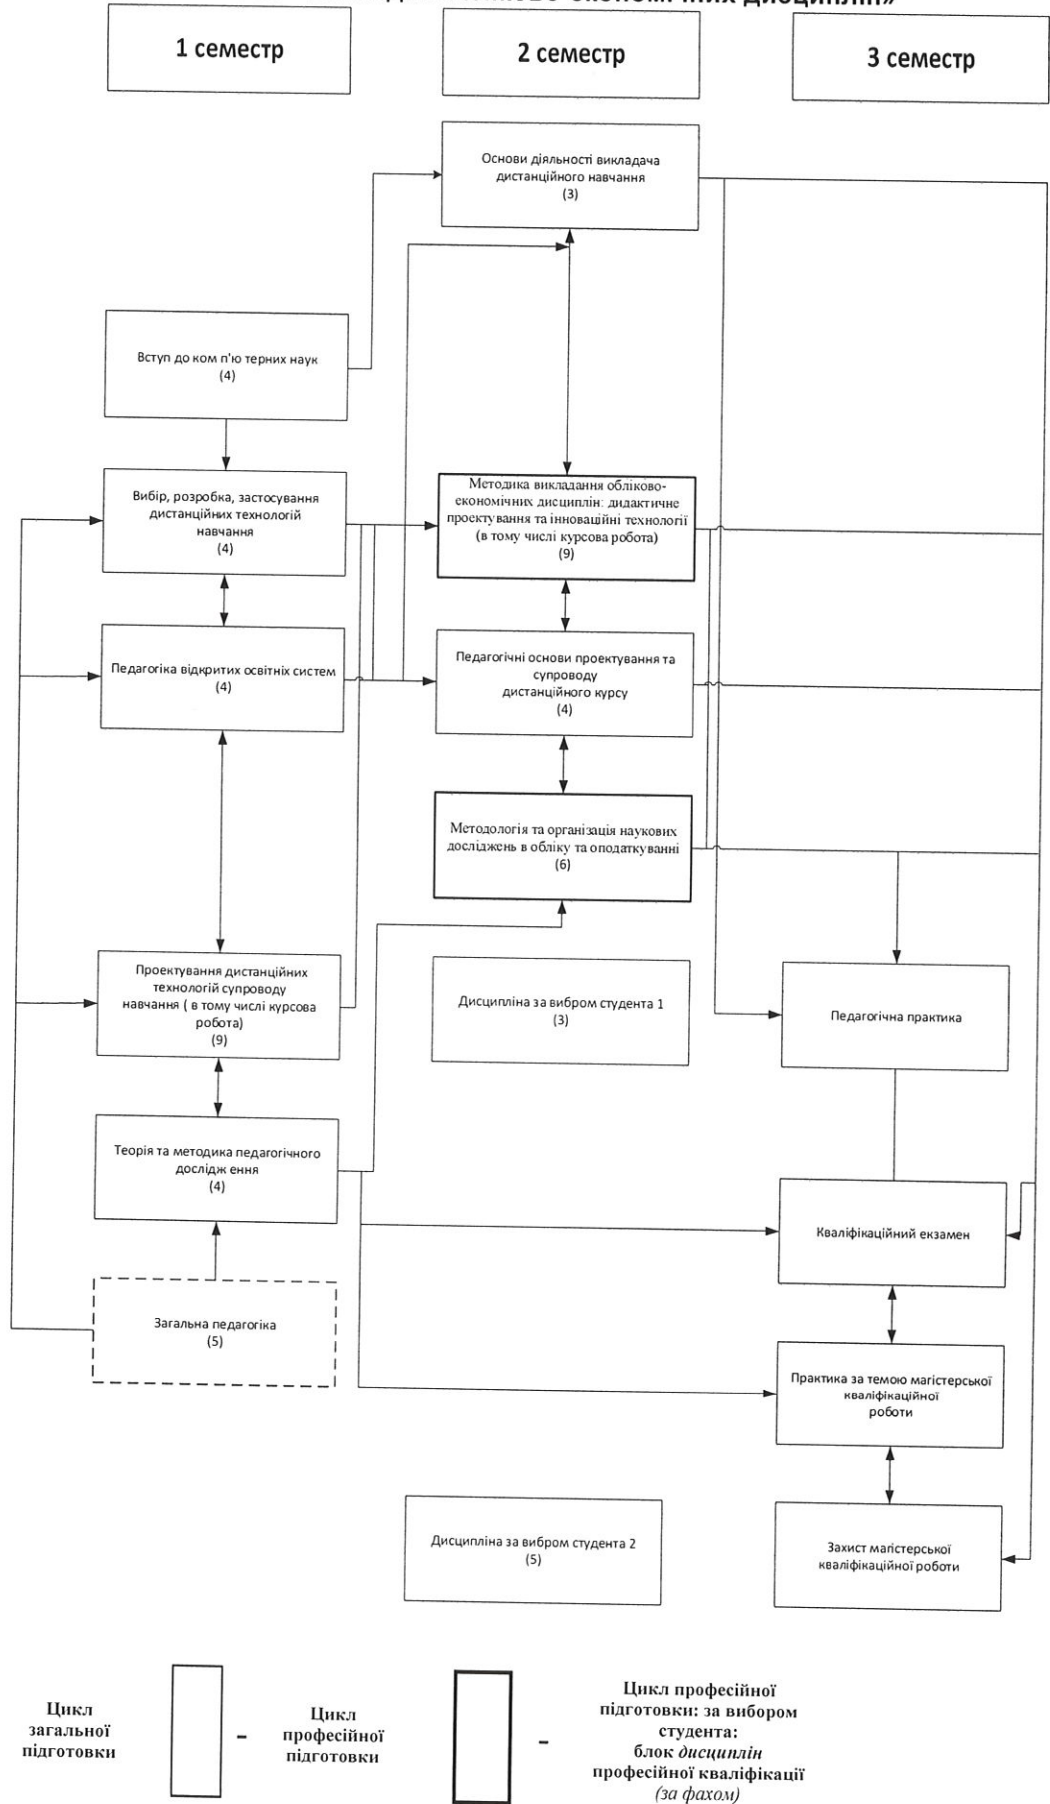 економічних дисциплін»
1 семестр
2 семестр
3 семестр
Основи діяльності викладача
дистанційного навчання
(3)
Вступ до ком п'ю терних наук
(4)
Вибір, розробка, застосування
дистанційних технологій
навчання
(4)
Методика викладання обліково-
економічних дисциплін: дидактичне
проектування та інноваційні технології
(в тому числі курсова робота)
(9)
Педагогіка відкритих освітніх систем
(4)
Педагогічні основи проектування та
супроводу
дистанційного курсу
(4)
Методологія та організація наукових
досліджень в обліку та оподаткуванні
(6)
Проектування дистанційних
технологій супроводу
навчання ( в тому числі курсова
робота)
(9)
Дисципліна за вибром студента 1
(3)
Педагогічна практика
Теорія та методика педагогічного
дослідж ення
(4)
Кваліфікаційний екзамен
Загальна педагогіка
(5)
Практика за темою магістерської
кваліфікаційної
роботи
Дисципліна за вибром студента 2
(5)
Захист магістерської
кваліфікаційної роботи
Цикл
загальної
підготовки
-
Цикл
професійної
підготовки
-
Цикл професійної
підготовки: за вибором
студента:
блок дисциплін
професійної кваліфікації
(за фахом)